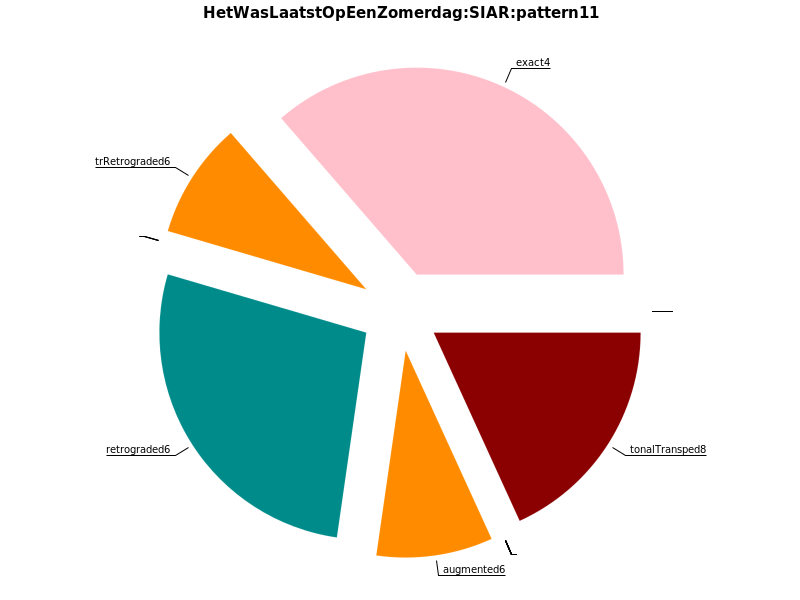 HetWasLaatstOpEenZomerdag:SIAR:pattern11
exact4
trRetrograded6
retrograded6
tonalTransped8
augmented6